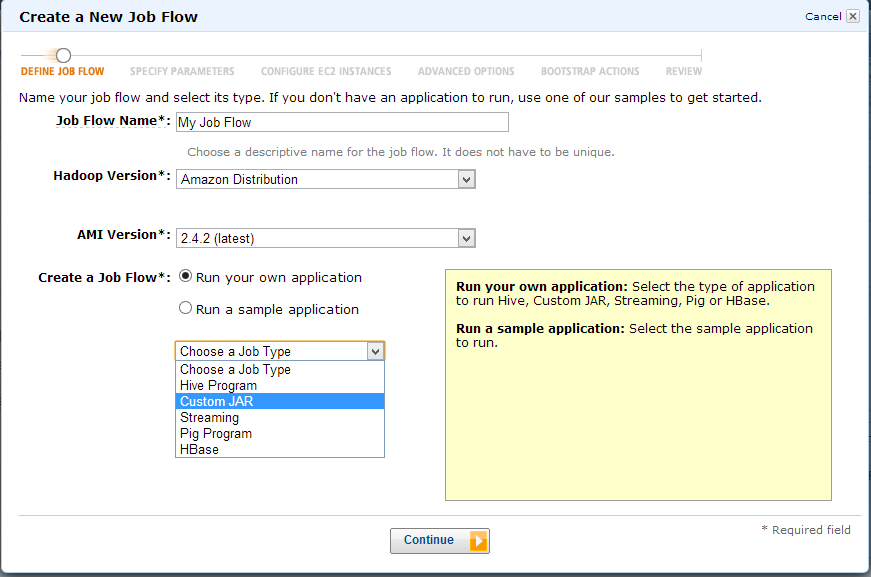 Create a New Job Flow
Cancel
DEFINE JOB FLOW SPECIFY PARAMETERS CONFIGURE EC2 INSTANCES ADVANCED OPTIONS BOOTSTRAP ACTIONS REVIEW
Name your job flow and select its type. If you don't have an application to run, use one of our samples to get started.
Job Flow Name*: My Job Flow
Choose a descriptive name for the job flow. It does not have to be unique.
Hadoop Version*: Amazon Distribution
AMI Version*: 2.4.2 (latest)
Create a Job Flow*: Run your own application
Run a sample application
Choose a Job Type
Choose a Job Type
Hive Program
Custom JAR
Streaming
Pig Program
HBase
Run your own application: Select the type of application
to run Hive, Custom JAR, Streaming, Pig or HBase.
Run a sample application: Select the sample application
to run.
* Required field
Continue